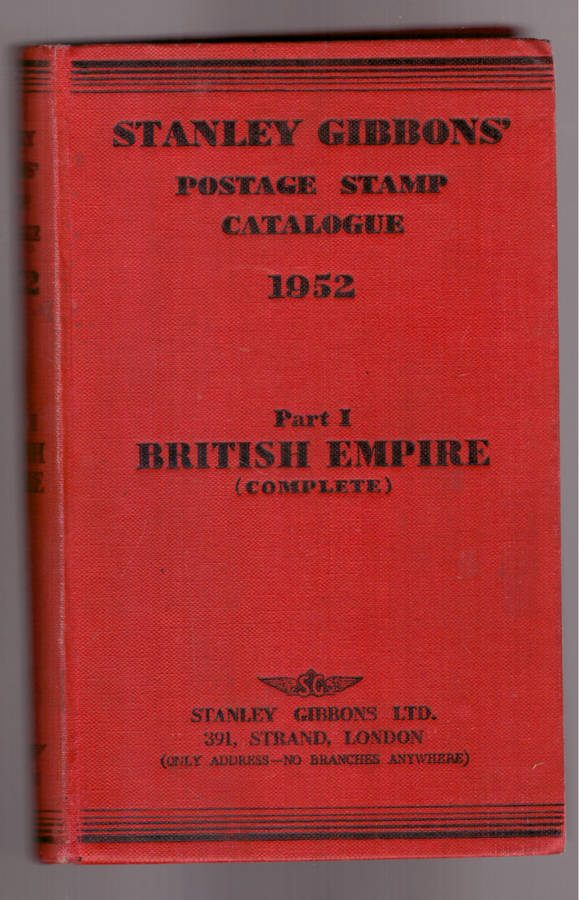 STANLEY GIBBONS'
POSTAGE STAMP
CATALOGUE
1952
Part I
BRITISH EMPIRE
(COMPLETE)
SG
STANLEY GIBBONS LTD.
391, STRAND, LONDON
(ONLY ADDRESS—NO BRANCHES ANYWHERE)